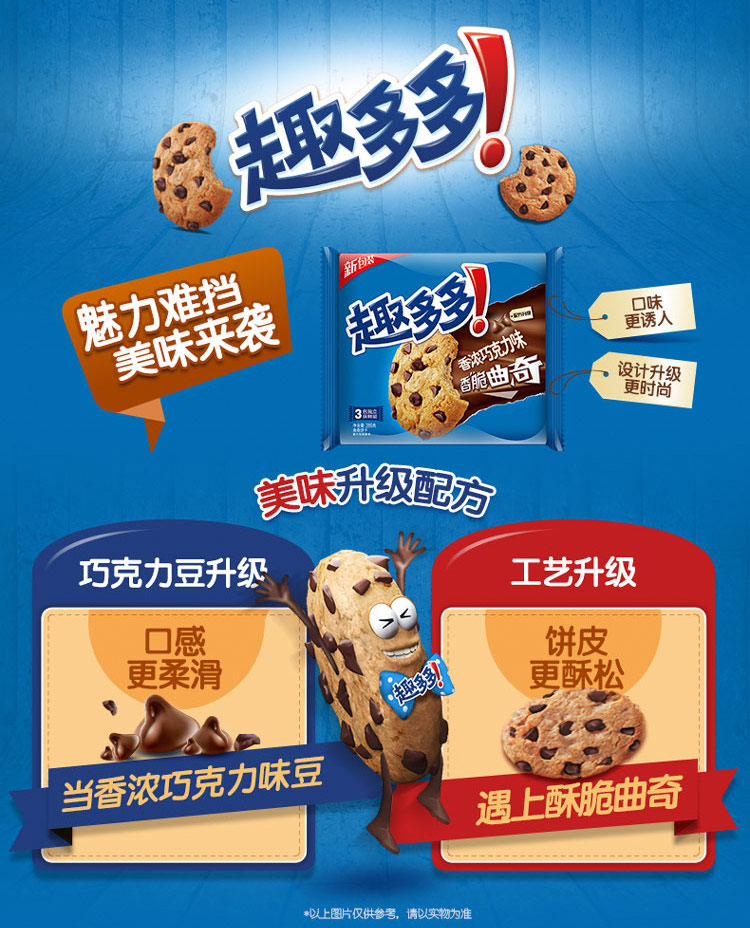 趣多多!
魅力难挡
美味来袭
新包装
趣多多!
香浓巧克力味
香脆曲奇
3
口味
更诱人
设计升级
更时尚
美味升级配方
巧克力豆升级
口感
更柔滑
当香浓巧克力味豆
趣多多!
工艺升级
饼皮
更酥松
遇上酥脆曲奇
*以上图片仅供参考，请以实物为准